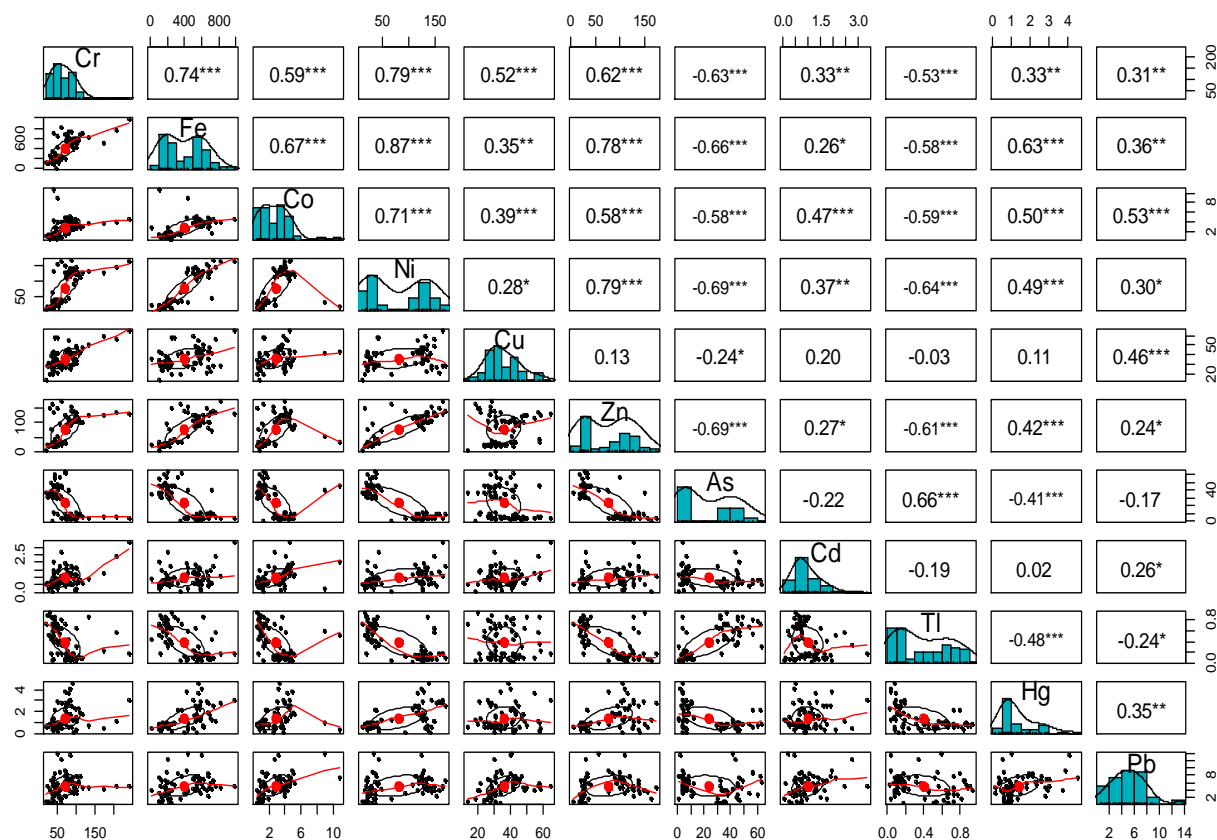 0 400 800 50 150 0 50 150 0.0 1.5 3.0 0 1 2 3 4
Cr 0.74*** 0.59*** 0.79*** 0.52*** 0.62*** -0.63*** 0.33** -0.53*** 0.33** 0.31** 50 200
0 600 Fe 0.67*** 0.87*** 0.35** 0.78*** -0.66*** 0.26* -0.58*** 0.63*** 0.36**
Co 0.71*** 0.39*** 0.58*** -0.58*** 0.47*** -0.59*** 0.50*** 0.53*** 2 8
50 Ni 0.28* 0.79*** -0.69*** 0.37** -0.64*** 0.49*** 0.30*
Cu 0.13 -0.24* 0.20 -0.03 0.11 0.46*** 20 50
0 100 Zn -0.69*** 0.27* -0.61*** 0.42*** 0.24*
As -0.22 0.66*** -0.41*** -0.17 0 40
0.0 2.5 Cd -0.19 0.02 0.26*
Tl -0.48*** -0.24* 0.0 0.8
0 2 4 Hg 0.35**
Pb 2 8
50 150 2 6 10 20 40 60 0 50 150 0 20 40 60 0.0 0.4 0.8 2 6 10 14